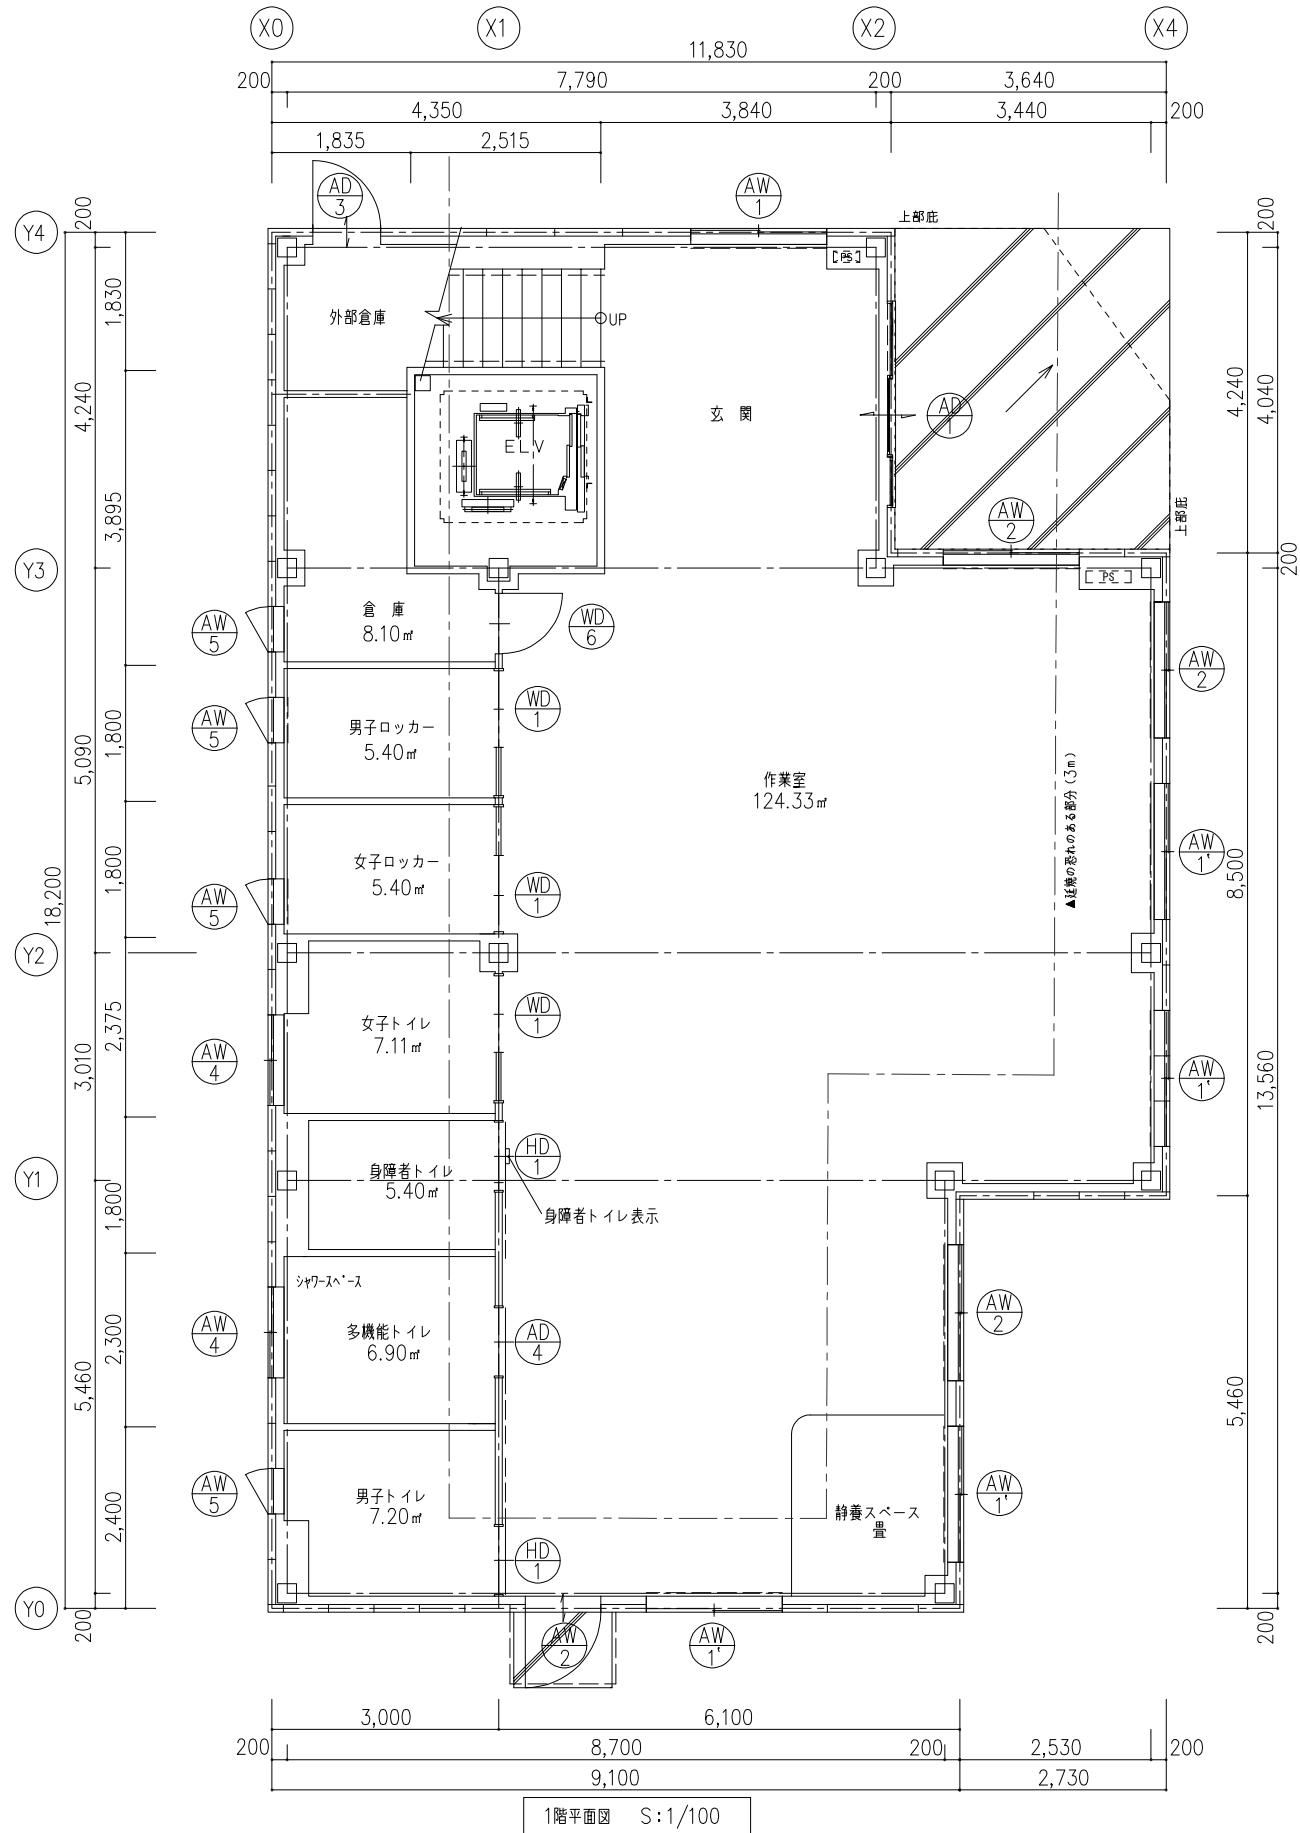 X0 X1 X2 X4
11,830
200 7,790 200 3,640
4,350 3,840 3,440 200
1,835 2,515
AD
3
AW
1
上部庇
Y4
200
200
PS
外部倉庫
UP
1,830
4,240
3,895
玄 関
AD
1
4,240
4,040
ELV
AW
2
上部庇
Y3
PS
200
倉 庫
8.10㎡
AW
5
WD
6
AW
2
男子ロッカー
5.40㎡
AW
5
WD
1
5,090
1,800
作業室
124.33㎡
▲延焼の恐れのある部分(3m)
女子ロッカー
5.40㎡
AW
5
WD
1
AW
1'
1,800
18,200
8,500
Y2
女子トイレ
7.11㎡
AW
4
WD
1
AW
1'
2,375
3,010
13,560
Y1
身障者トイレ
5.40㎡
HD
1
身障者トイレ表示
1,800
シャワースペース
多機能トイレ
6.90㎡
AW
4
AD
4
AW
2
2,300
5,460
5,460
男子トイレ
7.20㎡
AW
5
HD
1
静養スペース
畳
AW
1'
2,400
Y0
200
200
AW
2
AW
1'
3,000 6,100
200 8,700 200 2,530 200
9,100 2,730
1階平面図 S:1/100